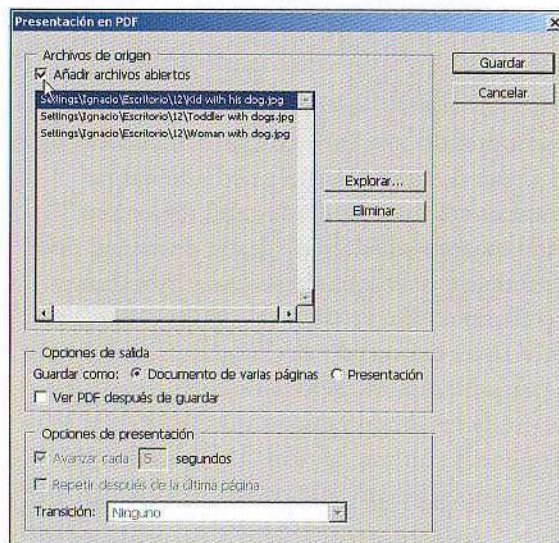 Presentación en PDF
Archivos de origen
Añadir archivos abiertos
Settings\Ignacio\Escritorio\12\Kid with his dog.jpg
Settings\Ignacio\Escritorio\12\Toddler with dogs.jpg
Settings\Ignacio\Escritorio\12\Woman with dog.jpg
Guardar
Cancelar
Explorar...
Eliminar
Opciones de salida
Guardar como: Documento de varias páginas Presentación
Ver PDF después de guardar
Opciones de presentación
Avanzar cada 5 segundos
Repetir después de la última página
Transición: Ninguno